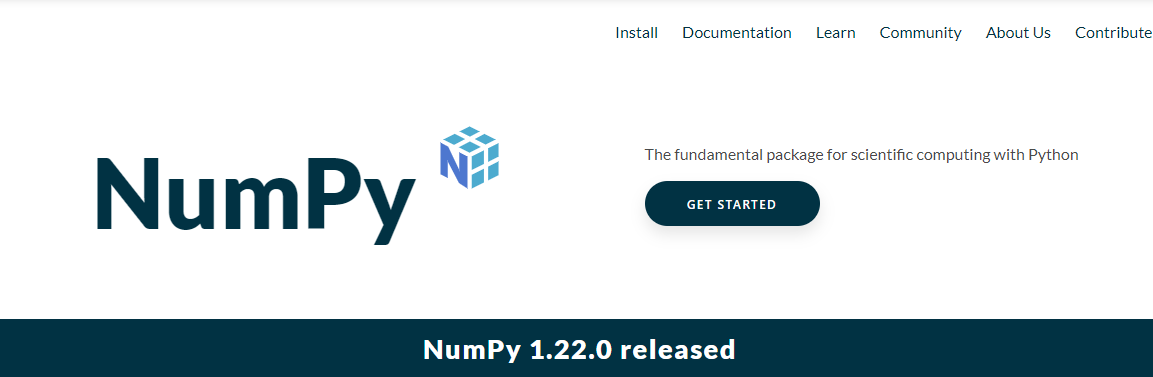 Install Documentation Learn Community About Us Contribute
NumPy
The fundamental package for scientific computing with Python
GET STARTED
NumPy 1.22.0 released